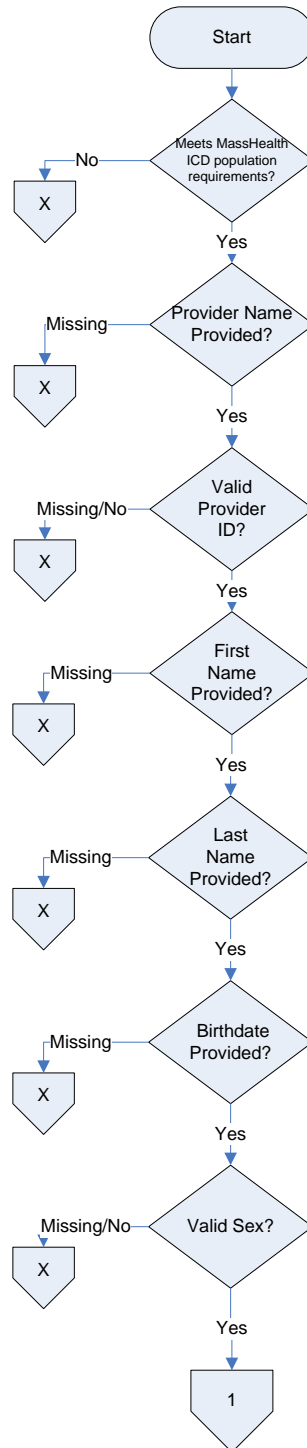 Start
Meets MassHealth
ICD population
requirements?
No
X
Yes
Provider Name
Provided?
Missing
X
Yes
Valid
Provider
ID?
Missing/No
X
Yes
First
Name
Provided?
Missing
X
Yes
Last
Name
Provided?
Missing
X
Yes
Birthdate
Provided?
Missing
X
Yes
Valid Sex?
Missing/No
X
Yes
1